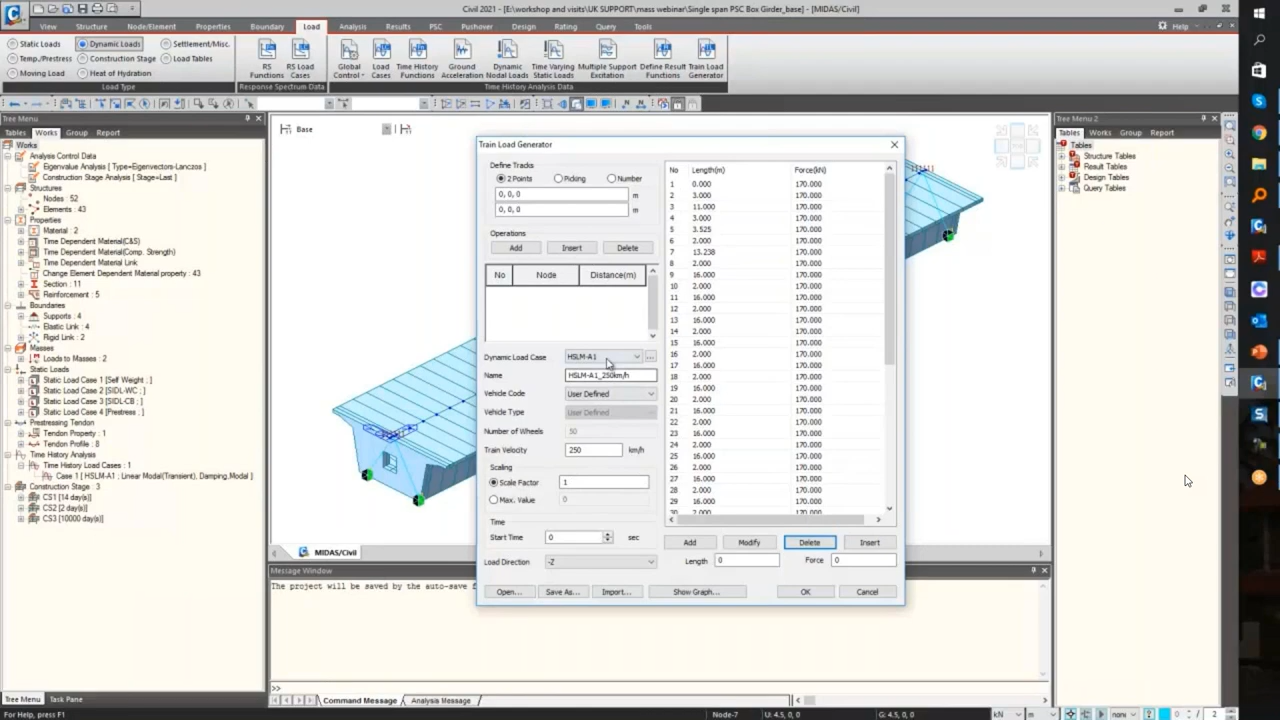 Civil 2021 - [E:\workshop and visits\UK SUPPORT\mass webinar\Single span PSC Box Girder_base] - [MIDAS/Civil]
View Structure Node/Element Properties Boundary Load Analysis Results PSC Pushover Design Rating Query Tools Help
Static Loads Dynamic Loads Settlement/Misc.
Temp./Prestress Construction Stage Load Tables
Moving Load Heat of Hydration
Load Type
RS Functions
RS Load Cases
Response Spectrum Data
Global Control
Load Cases
Time History Functions
Ground Acceleration
Dynamic Nodal Loads
Time Varying Static Loads
Multiple Support Excitation
Define Result Functions
Train Load Generator
Time History Analysis Data
Tree Menu
Tables Works Group Report
Works
Analysis Control Data
Eigenvalue Analysis [ Type=Eigenvectors-Lanczos ]
Construction Stage Analysis [ Stage=Last ]
Structures
Nodes : 52
Elements : 43
Properties
Material : 2
Time Dependent Material(C&S)
Time Dependent Material(Comp. Strength)
Time Dependent Material Link
Change Element Dependent Material property : 43
Section : 11
Reinforcement : 5
Boundaries
Supports : 4
Elastic Link : 4
Rigid Link : 2
Masses
Loads to Masses : 2
Static Loads
Static Load Case 1 [Self Weight ; ]
Static Load Case 2 [SIDL-WC ; ]
Static Load Case 3 [SIDL-CB ; ]
Static Load Case 4 [Prestress ; ]
Prestressing Tendon
Tendon Property : 1
Tendon Profile : 8
Time History Analysis
Time History Load Cases : 1
Case 1 [ HSLM-A1 ; Linear Modal(Transient), Damping,Modal ]
Construction Stage : 3
CS1 [14 day(s)]
CS2 [2 day(s)]
CS3 [10000 day(s)]
Tree Menu Task Pane
Base
MIDAS/Civil
Message Window
The project will be saved by the auto-save f
>>
Command Message Analysis Message
Train Load Generator
Define Tracks
2 Points Picking Number
0, 0, 0 m
0, 0, 0 m
Operations
Add Insert Delete
No Node Distance(m)
Dynamic Load Case HSLM-A1 ...
Name HSLM-A1_250km/h
Vehicle Code User Defined
Vehicle Type User Defined
Number of Wheels 50
Train Velocity 250 km/h
Scaling
Scale Factor 1
Max. Value 0
Time
Start Time 0 sec
Load Direction -Z
Open... Save As... Import... Show Graph... OK Cancel
No Length(m) Force(kN)
1 0.000 170.000
2 3.000 170.000
3 11.000 170.000
4 3.000 170.000
5 3.525 170.000
6 2.000 170.000
7 13.238 170.000
8 2.000 170.000
9 16.000 170.000
10 2.000 170.000
11 16.000 170.000
12 2.000 170.000
13 16.000 170.000
14 2.000 170.000
15 16.000 170.000
16 2.000 170.000
17 16.000 170.000
18 2.000 170.000
19 16.000 170.000
20 2.000 170.000
21 16.000 170.000
22 2.000 170.000
23 16.000 170.000
24 2.000 170.000
25 16.000 170.000
26 2.000 170.000
27 16.000 170.000
28 2.000 170.000
29 16.000 170.000
30 2.000 170.000
Add Modify Delete Insert
Length 0 Force 0
Tree Menu 2
Tables Works Group Report
Tables
Structure Tables
Result Tables
Design Tables
Query Tables
For Help, press F1
Node-7
U: 4.5, 0, 0
G: 4.5, 0, 0
kN m none 0 / 2